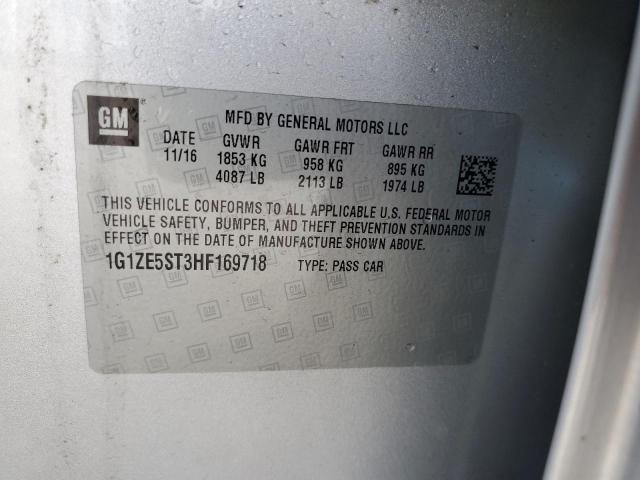 GM
MFD BY GENERAL MOTORS LLC
DATE GVWR GAWR FRT GAWR RR
11/16 1853 KG 958 KG 895 KG
4087 LB 2113 LB 1974 LB
THIS VEHICLE CONFORMS TO ALL APPLICABLE U.S. FEDERAL MOTOR
VEHICLE SAFETY, BUMPER, AND THEFT PREVENTION STANDARDS IN
EFFECT ON THE DATE OF MANUFACTURE SHOWN ABOVE.
1G1ZE5ST3HF169718 TYPE: PASS CAR